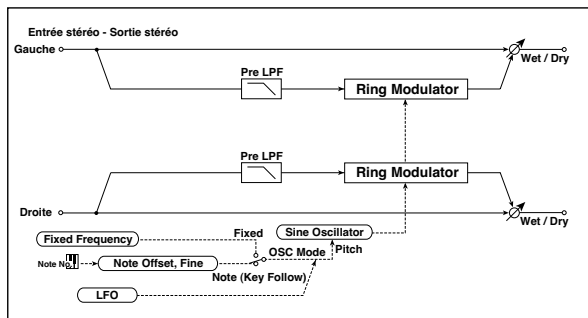 Entrée stéréo - Sortie stéréo
Gauche
Wet / Dry
Pre LPF
Ring Modulator
Pre LPF
Ring Modulator
Droite
Wet / Dry
Fixed Frequency
Fixed
Sine Oscillator
OSC Mode
Pitch
Note No.
Note Offset, Fine
Note (Key Follow)
LFO